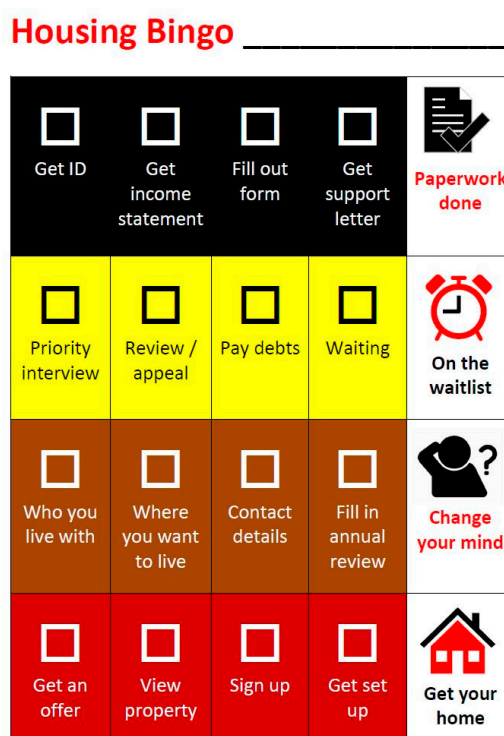 Housing Bingo ______________
Get ID
Get
income
statement
Fill out
form
Get
support
letter
Paperwork
done
Priority
interview
Review /
appeal
Pay debts
Waiting
On the
waitlist
Who you
live with
Where
you want
to live
Contact
details
Fill in
annual
review
Change
your mind
?
Get an
offer
View
property
Sign up
Get set
up
Get your
home